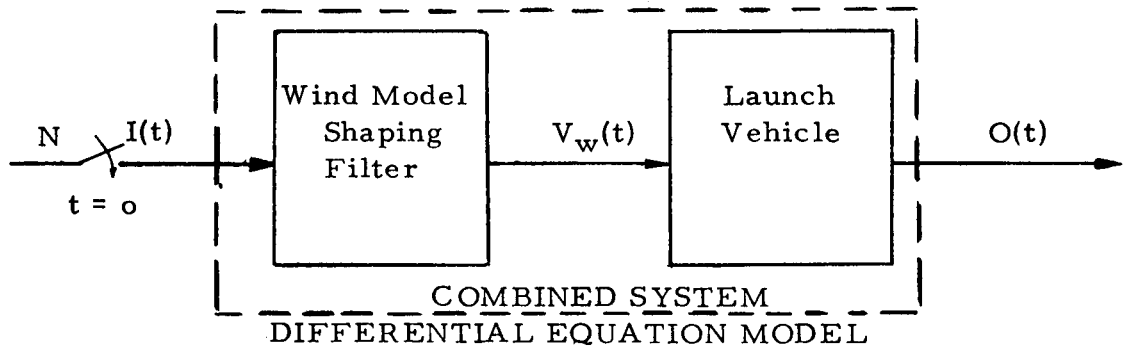 Wind Model
Shaping
Filter
Launch
Vehicle
N
I(t)
V_w(t)
O(t)
t = o
COMBINED SYSTEM
DIFFERENTIAL EQUATION MODEL